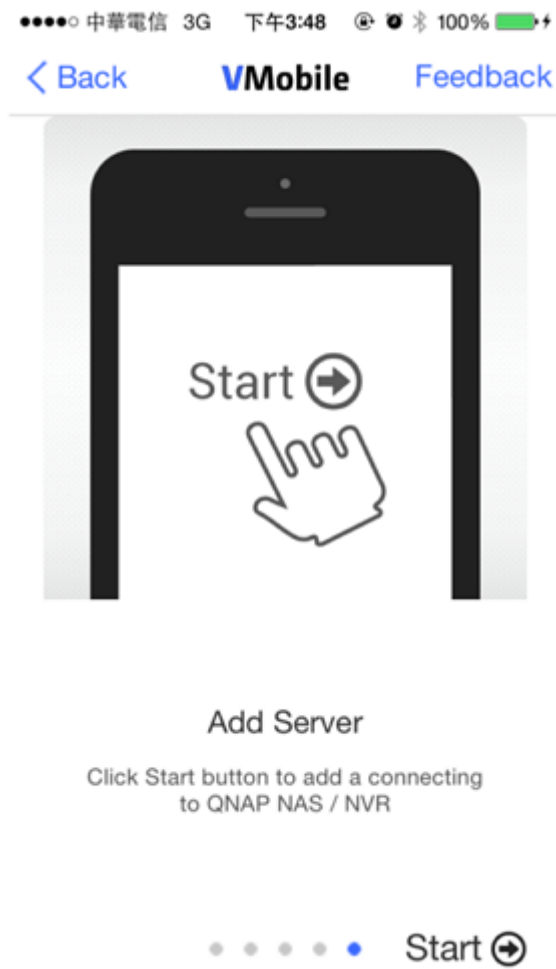 中華電信 3G 下午3:48 100%
Back VMobile Feedback
Start
Add Server
Click Start button to add a connecting
to QNAP NAS / NVR
Start